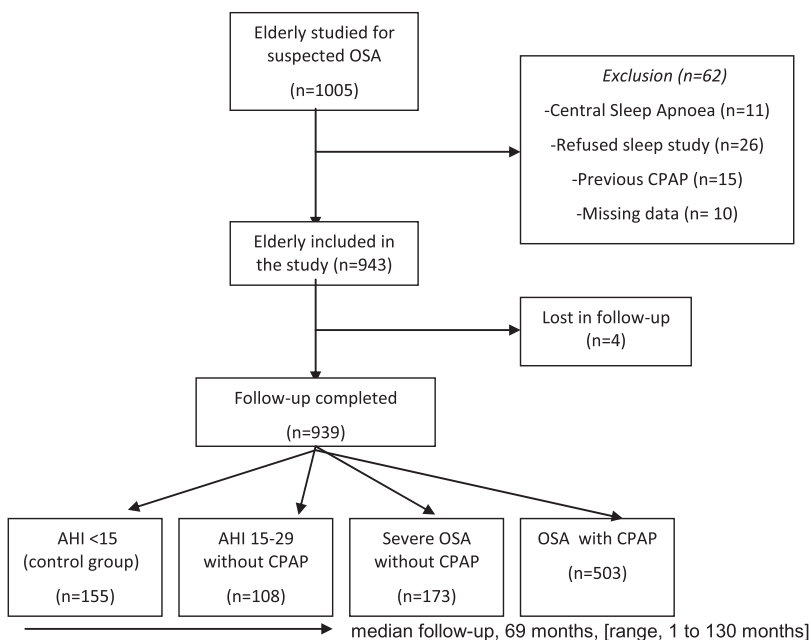 Elderly studied for
suspected OSA
(n=1005)
Exclusion (n=62)
-Central Sleep Apnoea (n=11)
-Refused sleep study (n=26)
-Previous CPAP (n=15)
-Missing data (n= 10)
Elderly included in
the study (n=943)
Lost in follow-up
(n=4)
Follow-up completed
(n=939)
AHI <15
(control group)
(n=155)
AHI 15-29
without CPAP
(n=108)
Severe OSA
without CPAP
(n=173)
OSA with CPAP
(n=503)
median follow-up, 69 months, [range, 1 to 130 months]